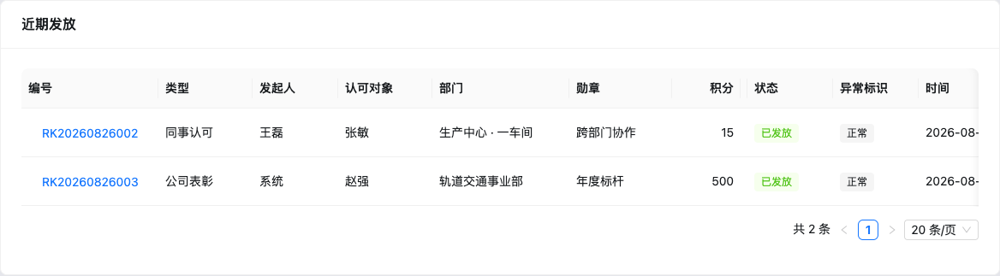 近期发放
编号 类型 发起人 认可对象 部门 勋章 积分 状态 异常标识 时间
RK20260826002 同事认可 王磊 张敏 生产中心 · 一车间 跨部门协作 15 已发放 正常 2026-08-
RK20260826003 公司表彰 系统 赵强 轨道交通事业部 年度标杆 500 已发放 正常 2026-08-
共 2 条 1 20 条/页